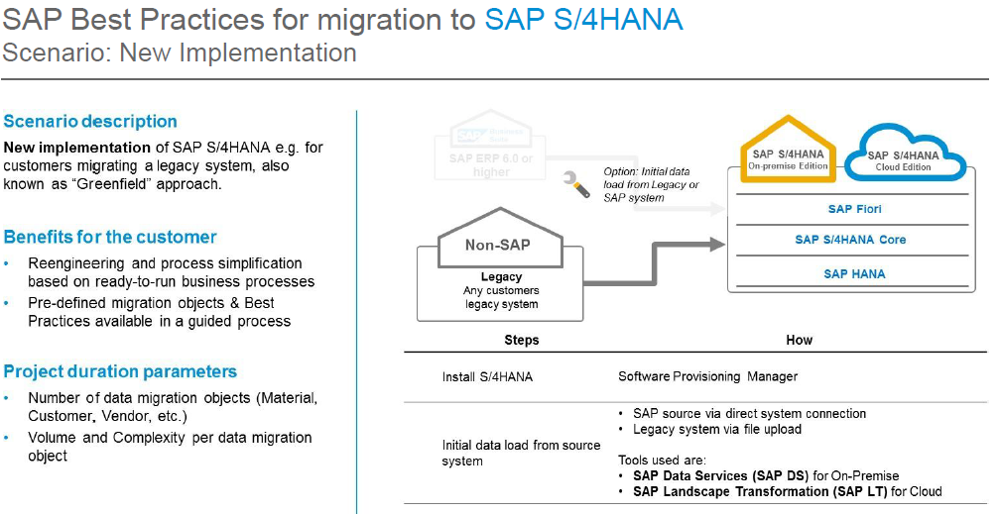 SAP Best Practices for migration to SAP S/4HANA
Scenario: New Implementation
Scenario description
New implementation of SAP S/4HANA e.g. for
customers migrating a legacy system, also
known as “Greenfield” approach.
Benefits for the customer
• Reengineering and process simplification
based on ready-to-run business processes
• Pre-defined migration objects & Best
Practices available in a guided process
Project duration parameters
• Number of data migration objects (Material,
Customer, Vendor, etc.)
• Volume and Complexity per data migration
object
SAP Business
Suite
SAP ERP 6.0 or
higher
Option: Initial data
load from Legacy or
SAP system
Non-SAP
Legacy
Any customers
legacy system
SAP S/4HANA
On-premise Edition
SAP S/4HANA
Cloud Edition
SAP Fiori
SAP S/4HANA Core
SAP HANA
Steps How
Install S/4HANA Software Provisioning Manager
Initial data load from source
system
• SAP source via direct system connection
• Legacy system via file upload
Tools used are:
• SAP Data Services (SAP DS) for On-Premise
• SAP Landscape Transformation (SAP LT) for Cloud